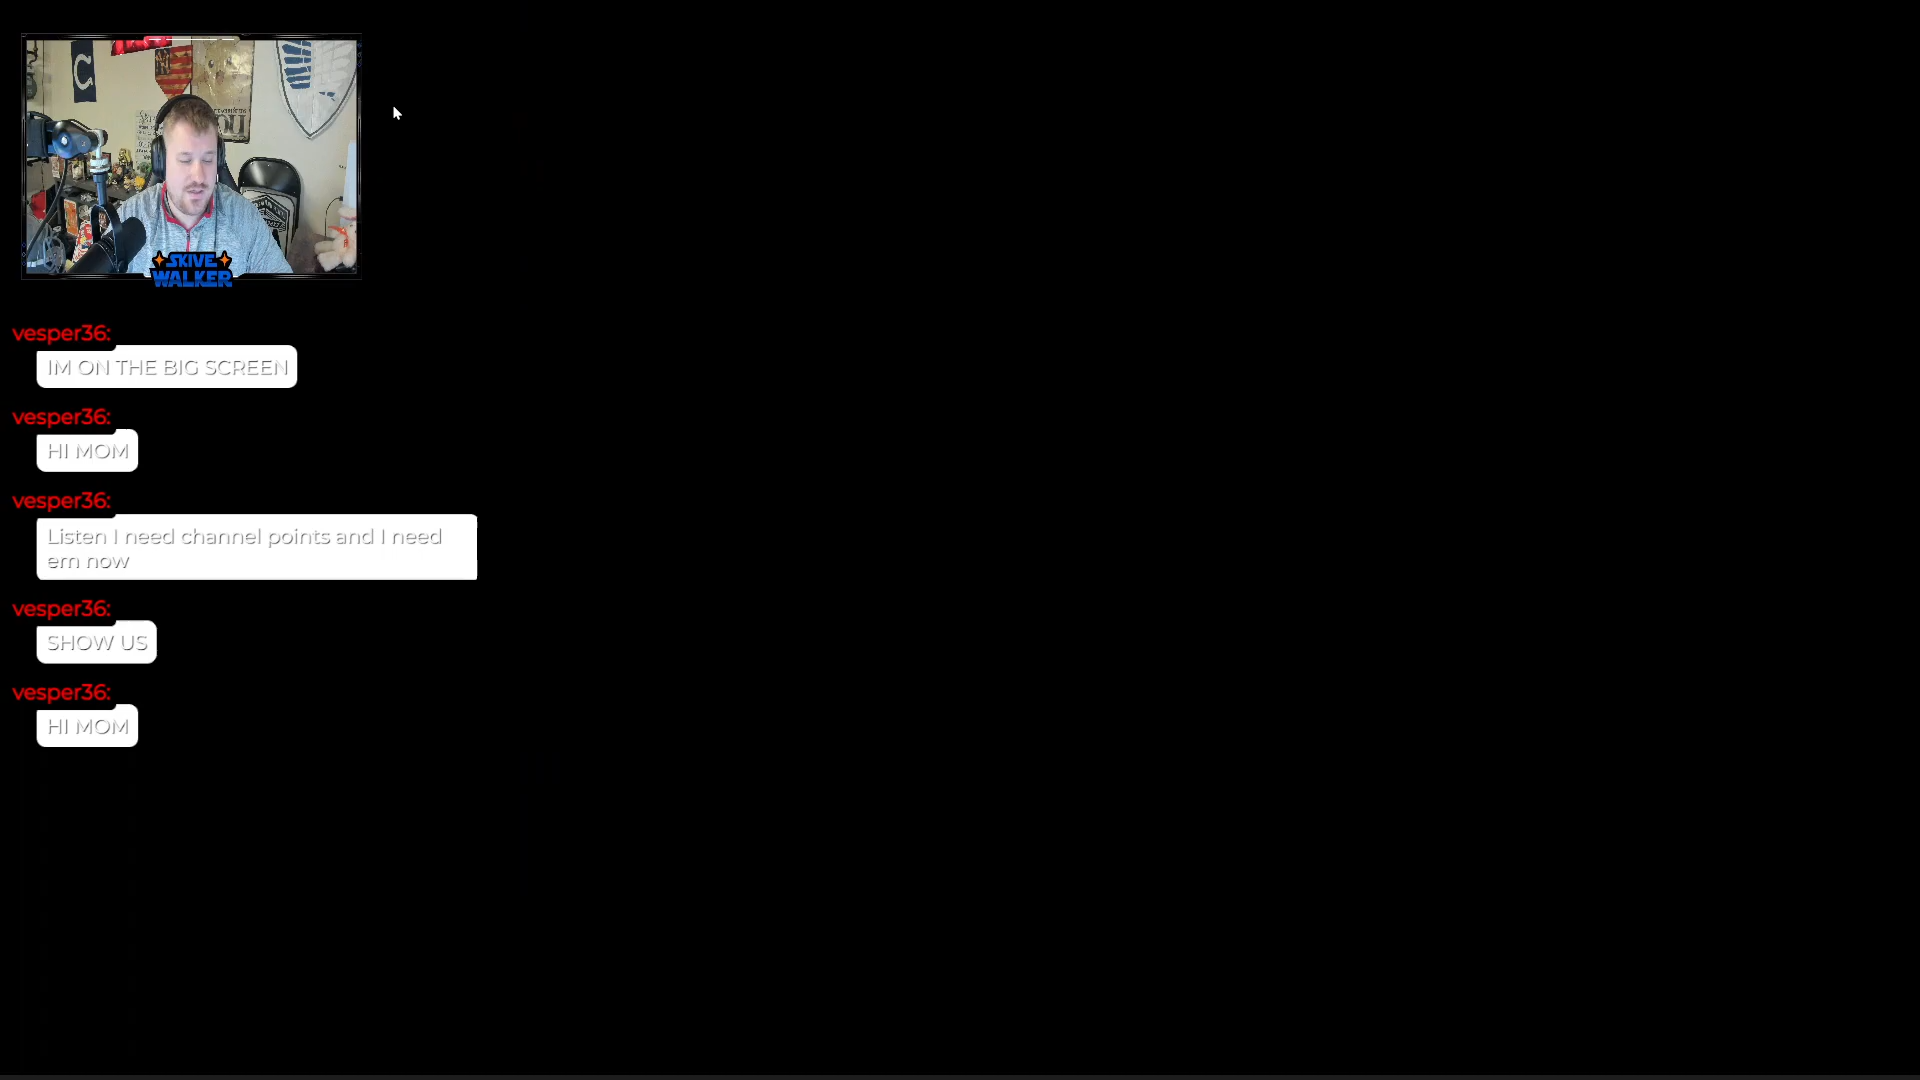 C
YOU
SKIVE
WALKER
vesper36:
IM ON THE BIG SCREEN
vesper36:
HI MOM
vesper36:
Listen I need channel points and I need
em now
vesper36:
SHOW US
vesper36:
HI MOM